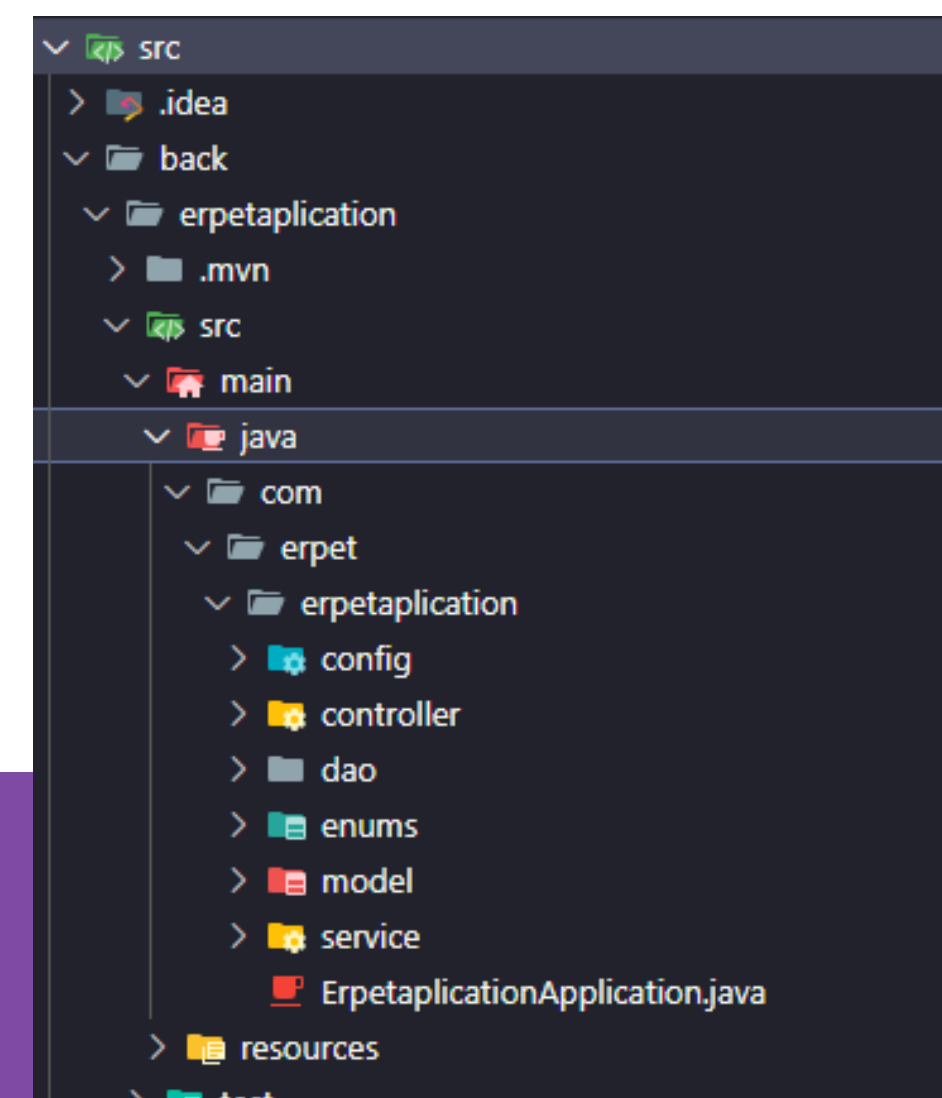 src
.idea
back
erpetaplication
.mvn
src
main
java
com
erpet
erpetaplication
config
controller
dao
enums
model
service
ErpetaplicationApplication.java
resources